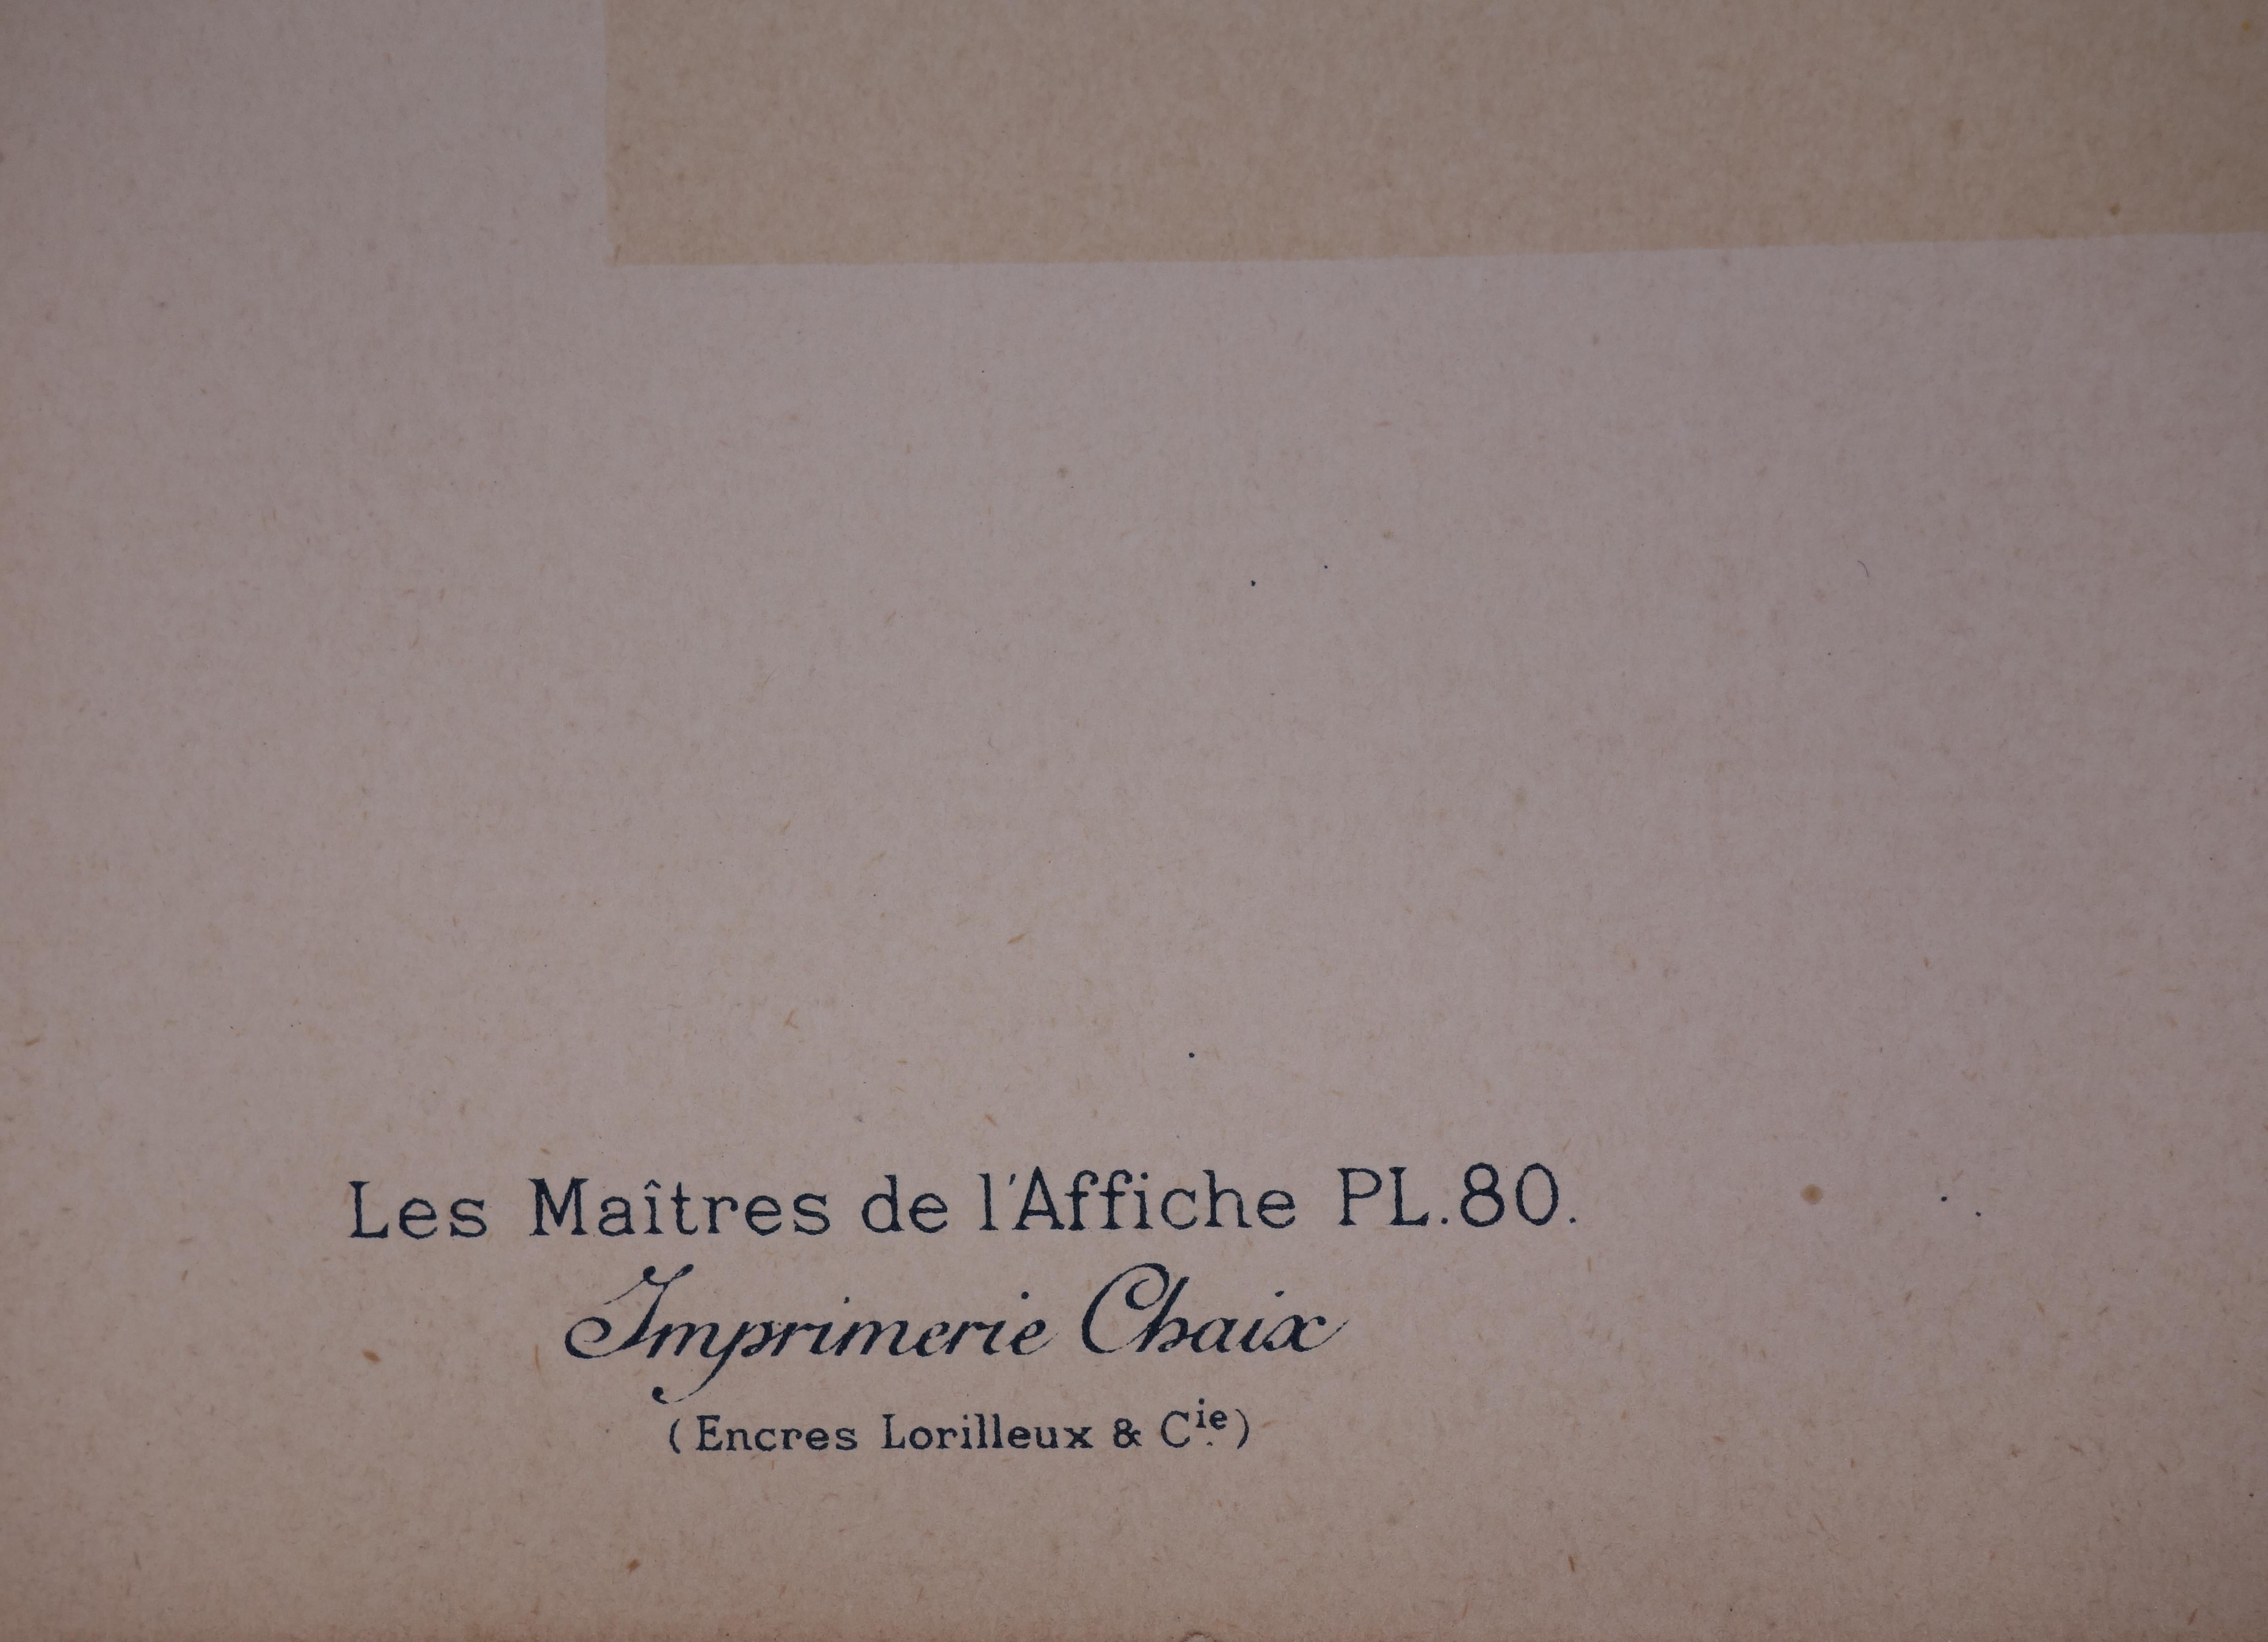 Les Maîtres de l'Affiche PL.80.
Imprimerie Chaix
(Encres Lorilleux & Cie)